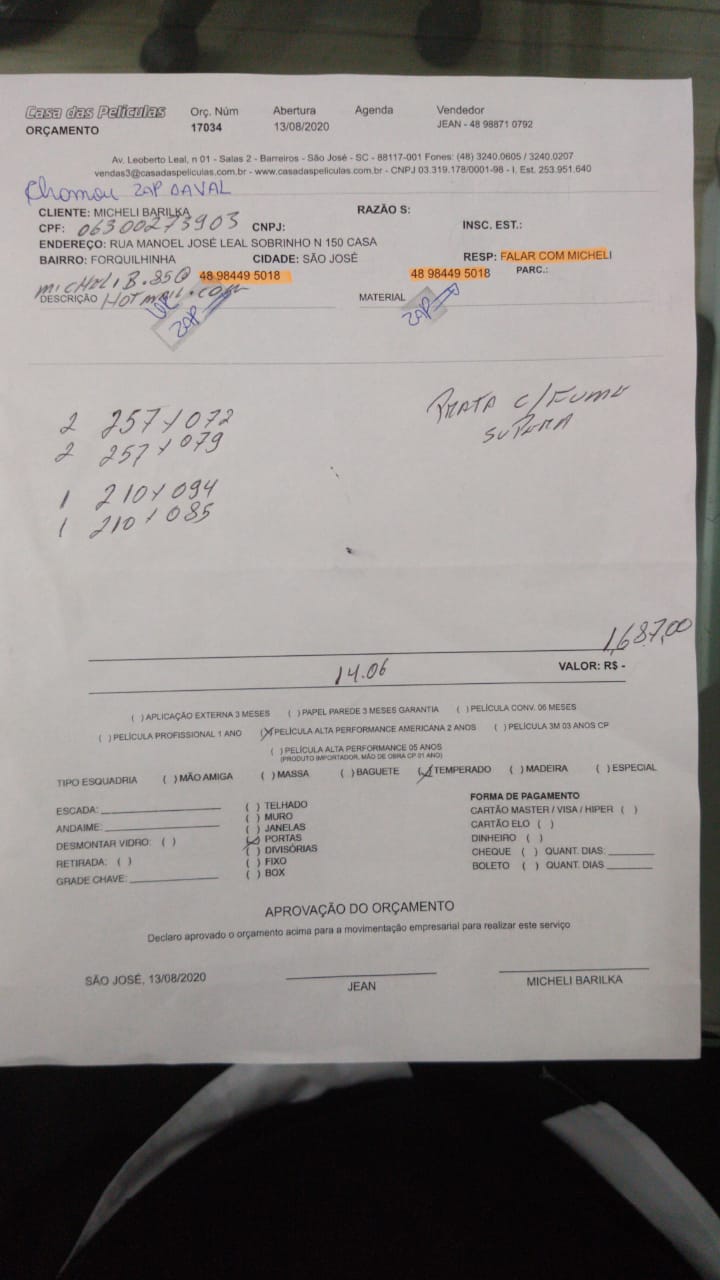 Casa das Películas Orç. Núm Abertura Agenda Vendedor
ORÇAMENTO 17034 13/08/2020 JEAN - 48 98871 0792
Av. Leoberto Leal, n 01 - Salas 2 - Barreiros - São José - SC - 88117-001 Fones: (48) 3240.0605 / 3240.0207
vendas3@casadaspeliculas.com.br - www.casadaspeliculas.com.br - CNPJ 03.319.178/0001-98 - I. Est. 253.951.640
Chamou ZAP DAVAL
CLIENTE: MICHELI BARILKA RAZÃO S:
CPF: 06300273903 CNPJ: INSC. EST.:
ENDEREÇO: RUA MANOEL JOSÉ LEAL SOBRINHO N 150 CASA
BAIRRO: FORQUILHINHA CIDADE: SÃO JOSÉ RESP: FALAR COM MICHELI
48 98449 5018 48 98449 5018 PARC.:
MICHELIB.85@
DESCRIÇÃO HOTMAIL.COM MATERIAL
ZAP ZAP
2 257 x 072 PRATA C/FUME
2 257 x 079 SUPERA
1 210 x 094
1 210 x 085
1,687,00
14.06 VALOR: R$ -
( ) APLICAÇÃO EXTERNA 3 MESES ( ) PAPEL PAREDE 3 MESES GARANTIA ( ) PELÍCULA CONV. 06 MESES
( ) PELÍCULA PROFISSIONAL 1 ANO (X) PELÍCULA ALTA PERFORMANCE AMERICANA 2 ANOS ( ) PELÍCULA 3M 03 ANOS CP
( ) PELÍCULA ALTA PERFORMANCE 05 ANOS
(PRODUTO IMPORTADOR, MÃO DE OBRA CP 01 ANO)
TIPO ESQUADRIA ( ) MÃO AMIGA ( ) MASSA ( ) BAGUETE (✓) TEMPERADO ( ) MADEIRA ( ) ESPECIAL
ESCADA: ( ) TELHADO FORMA DE PAGAMENTO
( ) MURO CARTÃO MASTER / VISA / HIPER ( )
ANDAIME: ( ) JANELAS CARTÃO ELO ( )
DESMONTAR VIDRO: ( ) (✓) PORTAS DINHEIRO ( )
( ) DIVISÓRIAS CHEQUE ( ) QUANT. DIAS:
RETIRADA: ( ) ( ) FIXO BOLETO ( ) QUANT. DIAS
GRADE CHAVE: ( ) BOX
APROVAÇÃO DO ORÇAMENTO
Declaro aprovado o orçamento acima para a movimentação empresarial para realizar este serviço
SÃO JOSÉ, 13/08/2020 JEAN MICHELI BARILKA